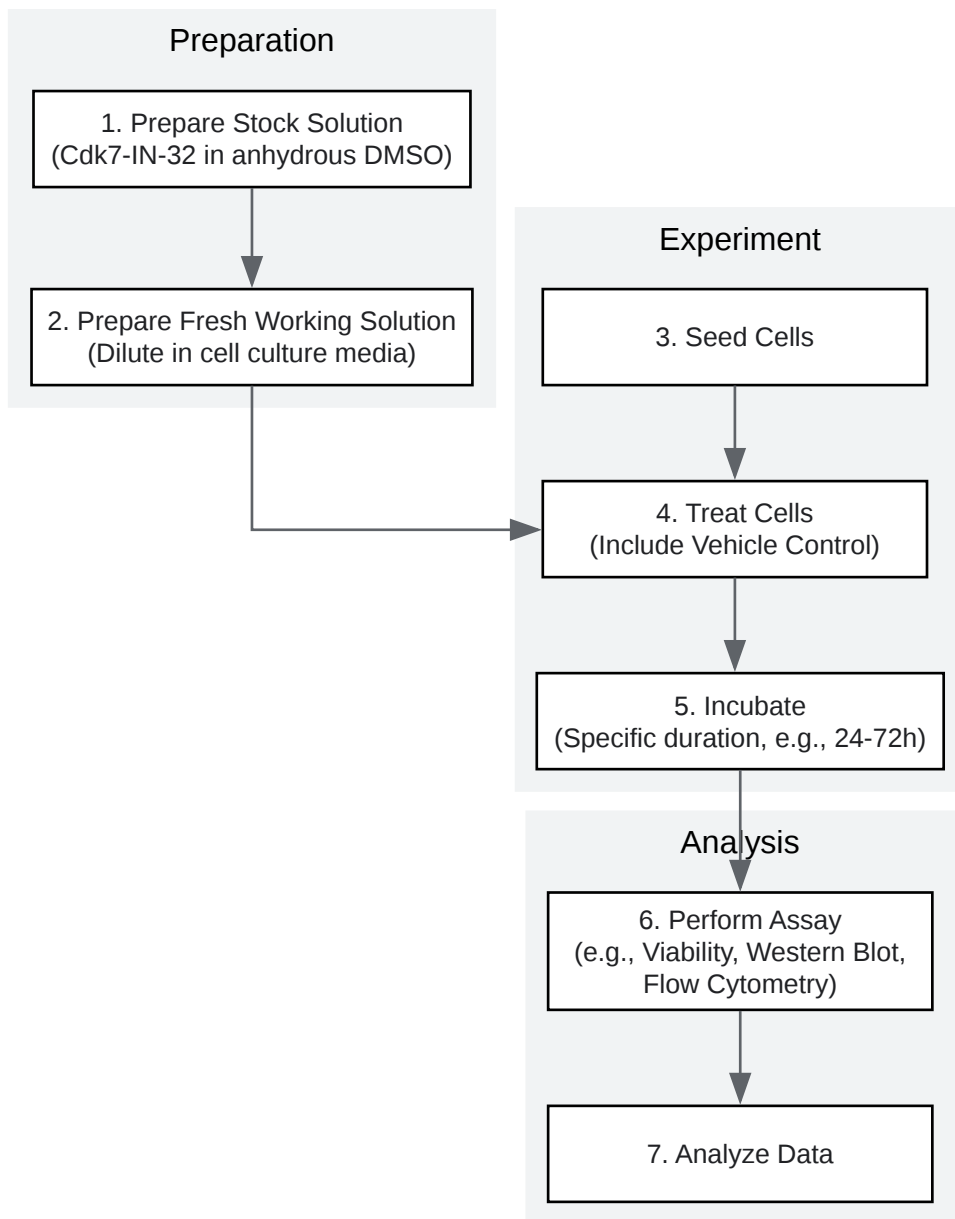 Preparation
1. Prepare Stock Solution
(Cdk7-IN-32 in anhydrous DMSO)
2. Prepare Fresh Working Solution
(Dilute in cell culture media)
Experiment
3. Seed Cells
4. Treat Cells
(Include Vehicle Control)
5. Incubate
(Specific duration, e.g., 24-72h)
Analysis
6. Perform Assay
(e.g., Viability, Western Blot,
Flow Cytometry)
7. Analyze Data